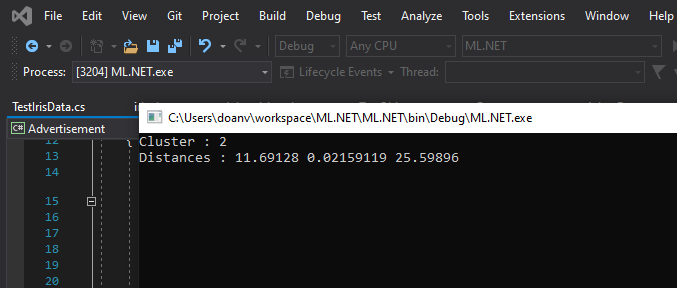 File Edit View Git Project Build Debug Test Analyze Tools Extensions Window Help
Debug Any CPU ML.NET
Process: [3204] ML.NET.exe Lifecycle Events Thread:
TestIrisData.cs
C:\Users\doanv\workspace\ML.NET\ML.NET\bin\Debug\ML.NET.exe
C# Advertisement
12 { Cluster : 2
13 Distances : 11.69128 0.02159119 25.59896
14
15
16
17
18
19
20